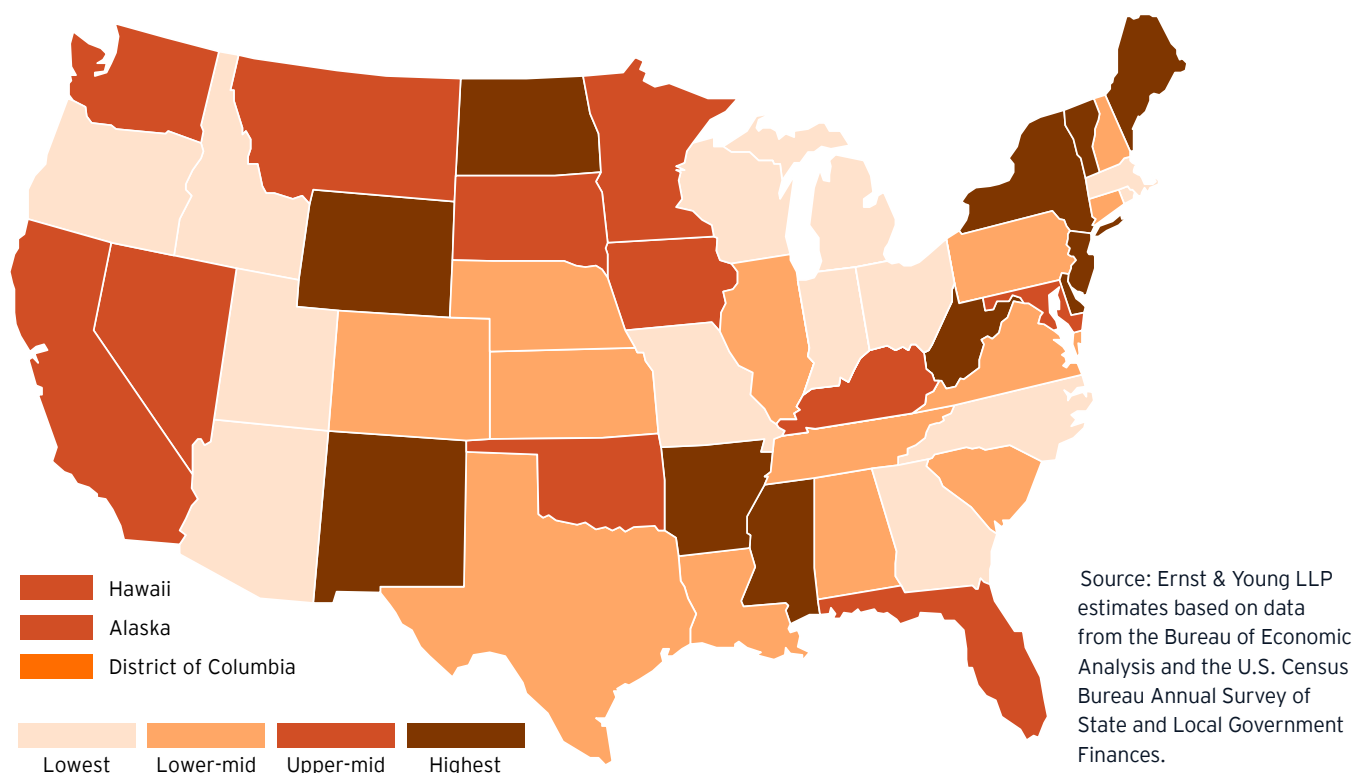 Hawaii
Alaska
District of Columbia
Lowest
Lower-mid
Upper-mid
Highest
Source: Ernst & Young LLP
estimates based on data
from the Bureau of Economic
Analysis and the U.S. Census
Bureau Annual Survey of
State and Local Government
Finances.